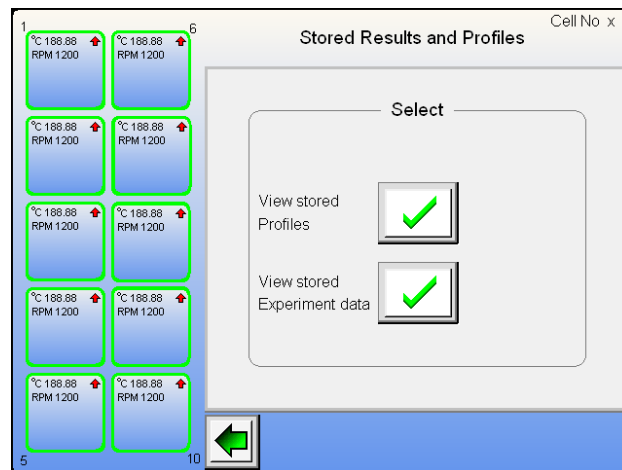 1
6
°C 188.88
RPM 1200
°C 188.88
RPM 1200
°C 188.88
RPM 1200
°C 188.88
RPM 1200
°C 188.88
RPM 1200
°C 188.88
RPM 1200
°C 188.88
RPM 1200
°C 188.88
RPM 1200
°C 188.88
RPM 1200
°C 188.88
RPM 1200
5
10
Cell No x
Stored Results and Profiles
Select
View stored
Profiles
View stored
Experiment data